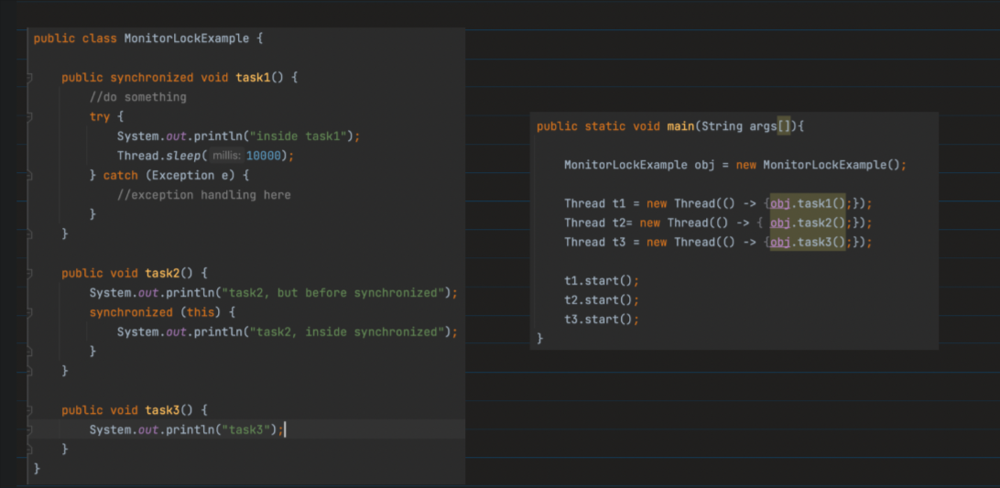 public class MonitorLockExample {
public synchronized void task1() {
//do something
try {
System.out.println("inside task1");
Thread.sleep( millis: 10000);
} catch (Exception e) {
//exception handling here
}
}
public void task2() {
System.out.println("task2, but before synchronized");
synchronized (this) {
System.out.println("task2, inside synchronized");
}
}
public void task3() {
System.out.println("task3");
}
}
public static void main(String args[]){
MonitorLockExample obj = new MonitorLockExample();
Thread t1 = new Thread(() -> {obj.task1();});
Thread t2= new Thread(() -> { obj.task2();});
Thread t3 = new Thread(() -> {obj.task3();});
t1.start();
t2.start();
t3.start();
}